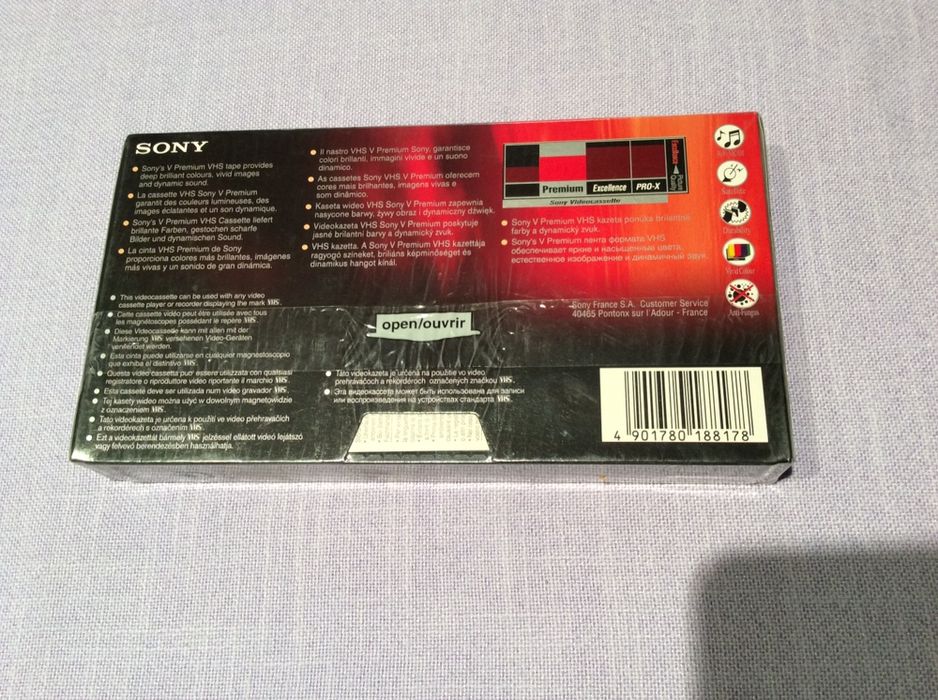 SONY
Sony's V Premium VHS tape provides
deep brilliant colours, vivid images
and dynamic sound.
La cassette VHS Sony V Premium
garantit des couleurs lumineuses, des
images éclatantes et un son dynamique.
Sony's V Premium VHS Cassette liefert
brillante Farben, gestochen scharfe
Bilder und dynamischen Sound.
La cinta VHS Premium de Sony
proporciona colores más brillantes, imágenes
más vivas y un sonido de gran dinámica.
Il nastro VHS V Premium Sony, garantisce
colori brillanti, immagini vivide e un suono
dinamico.
As cassetes Sony VHS V Premium oferecem
cores mais brilhantes, imagens vivas e
som dinâmico.
Kaseta wideo VHS Sony V Premium zapewnia
nasycone barwy, żywy obraz i dynamiczny dźwięk.
Videokazeta VHS Sony V Premium poskytuje
jasné brilantní barvy a dynamický zvuk.
VHS kazetta. A Sony V Premium VHS kazettája
ragyogó színeket, briliáns képminőséget és
dinamikus hangot kínál.
Premium Excellence PRO-X
Picture Quality
Sony Videocassette
Sony V Premium VHS kazeta ponúka brilantné
farby a dynamický zvuk.
Sony's V Premium лента формата VHS
обеспечивает яркие и насыщенные цвета,
естественное изображение и динамичный звук.
Satellite
Durability
Vivid Colour
Anti-Fungus
Sony France S.A. Customer Service
40465 Pontonx sur l'Adour - France
This videocassette can be used with any video
cassette player or recorder displaying the mark VHS.
Cette cassette vidéo peut être utilisée avec tous
les magnétoscopes possédant le repère VHS.
Diese Videocassette kann mit allen mit der
Markierung VHS versehenen Video-Geräten
verwendet werden.
Esta cinta puede utilizarse en cualquier magnetoscopio
que exhiba el distintivo VHS.
Questa video cassetta puo' essere utilizzata con qualsiasi
registratore o riproduttore video riportante il marchio VHS.
Esta cassete deve ser utilizada num video gravador VHS.
Tej kasety wideo można użyć w dowolnym magnetowidzie
z oznaczeniem VHS.
Tato videokazeta je určena k použití ve video přehravačích
a rekordérech s označením VHS.
Ezt a videokazettát bármely VHS jelzéssel ellátott videó lejátszó
vagy felvevő berendezésben használhatja.
open/ouvrir
Táto videokazeta je určená na použitie vo video
prehrávačoch a rekordéroch označených značkou VHS.
Эта видеокассета может быть использована для записи
или воспроизведения на устройствах стандарта VHS.
4 901780 188178